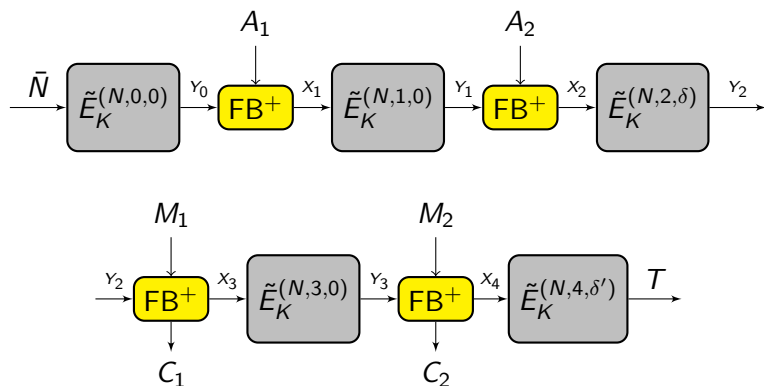 A₁ A₂
N̄ Ẽ_K^(N,0,0) Y₀ FB⁺ X₁ Ẽ_K^(N,1,0) Y₁ FB⁺ X₂ Ẽ_K^(N,2,δ) Y₂
M₁ M₂
Y₂ FB⁺ X₃ Ẽ_K^(N,3,0) Y₃ FB⁺ X₄ Ẽ_K^(N,4,δ′) T
C₁ C₂